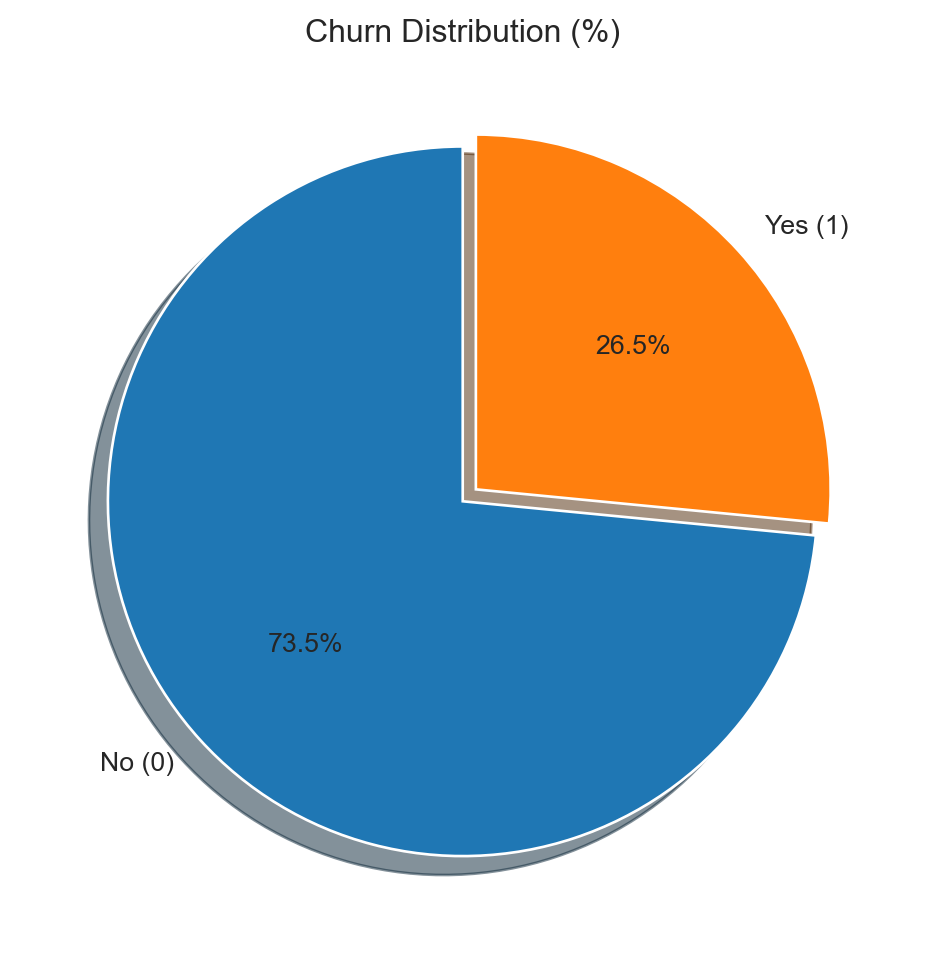 Churn Distribution (%)
Yes (1)
26.5%
73.5%
No (0)